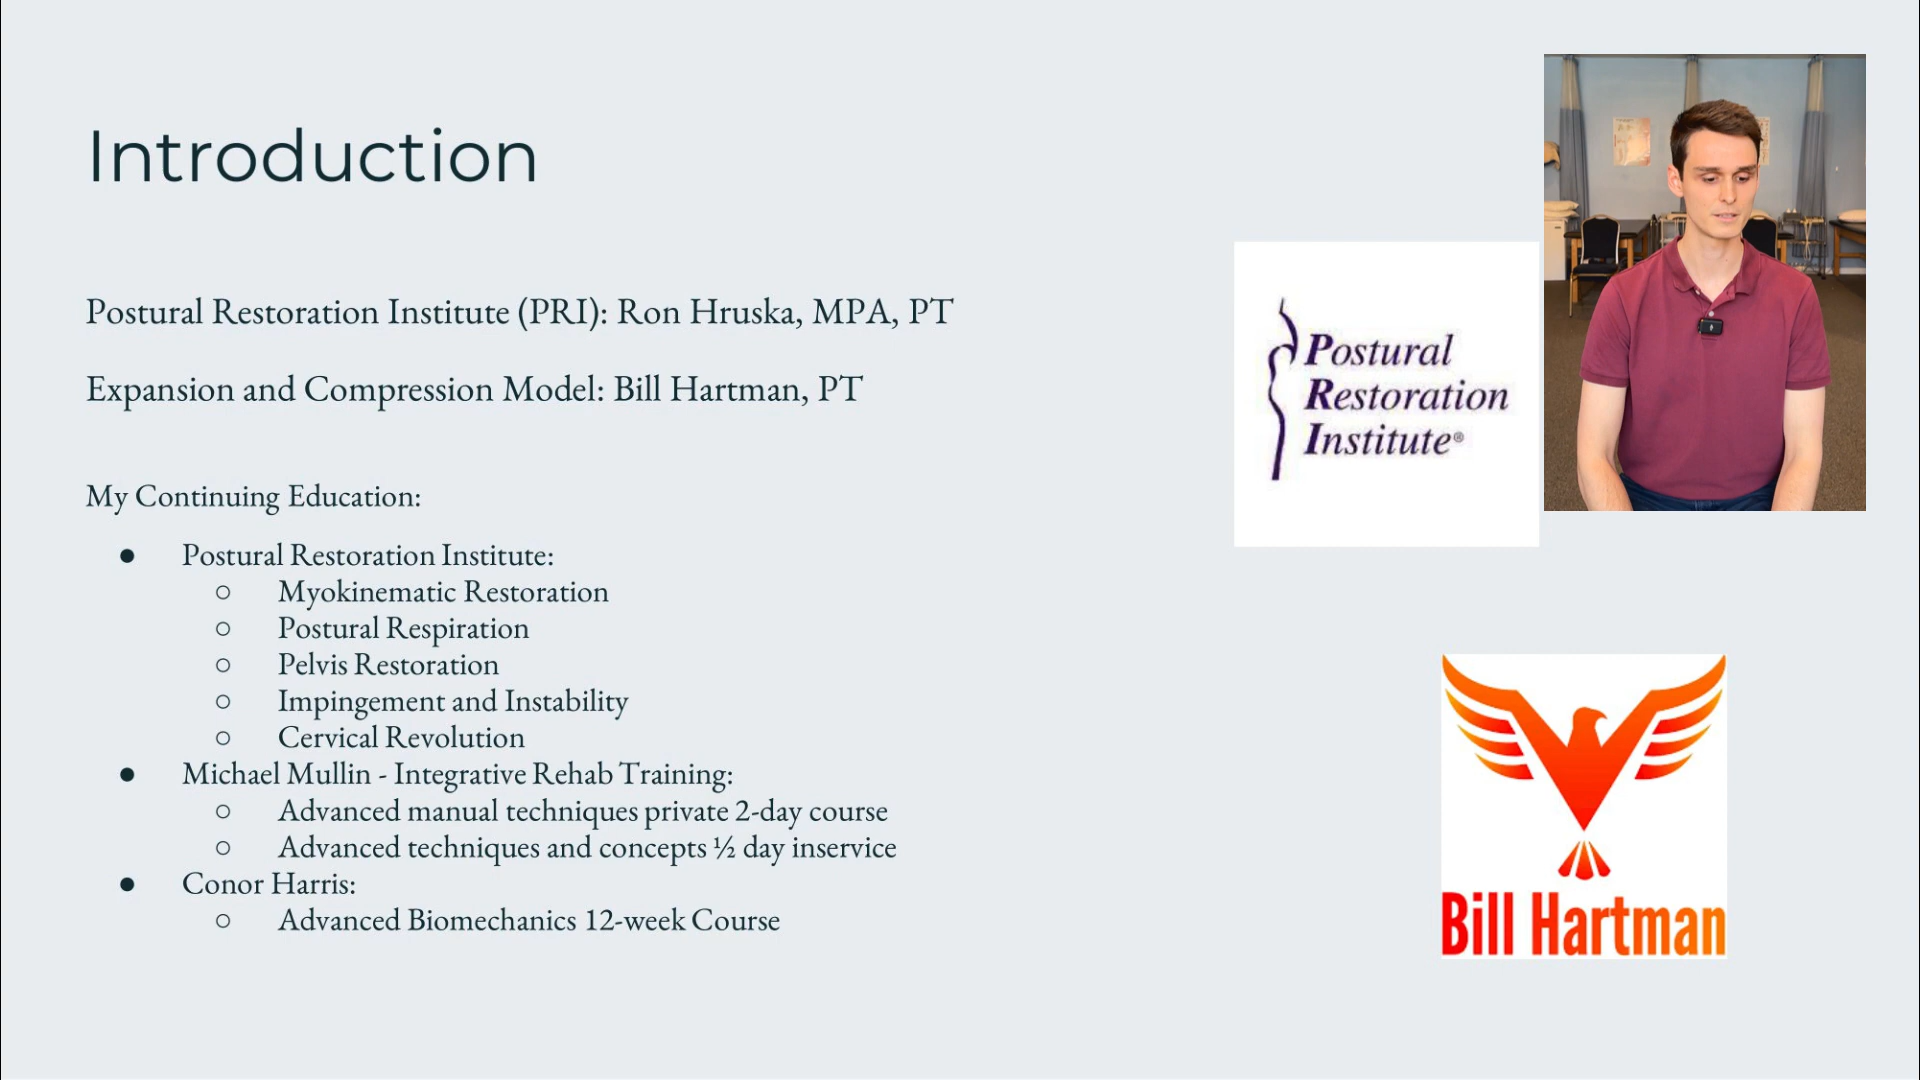 Introduction
Postural Restoration Institute (PRI): Ron Hruska, MPA, PT
Expansion and Compression Model: Bill Hartman, PT
My Continuing Education:
● Postural Restoration Institute:
○ Myokinematic Restoration
○ Postural Respiration
○ Pelvis Restoration
○ Impingement and Instability
○ Cervical Revolution
● Michael Mullin - Integrative Rehab Training:
○ Advanced manual techniques private 2-day course
○ Advanced techniques and concepts ½ day inservice
● Conor Harris:
○ Advanced Biomechanics 12-week Course
Postural
Restoration
Institute®
Bill Hartman